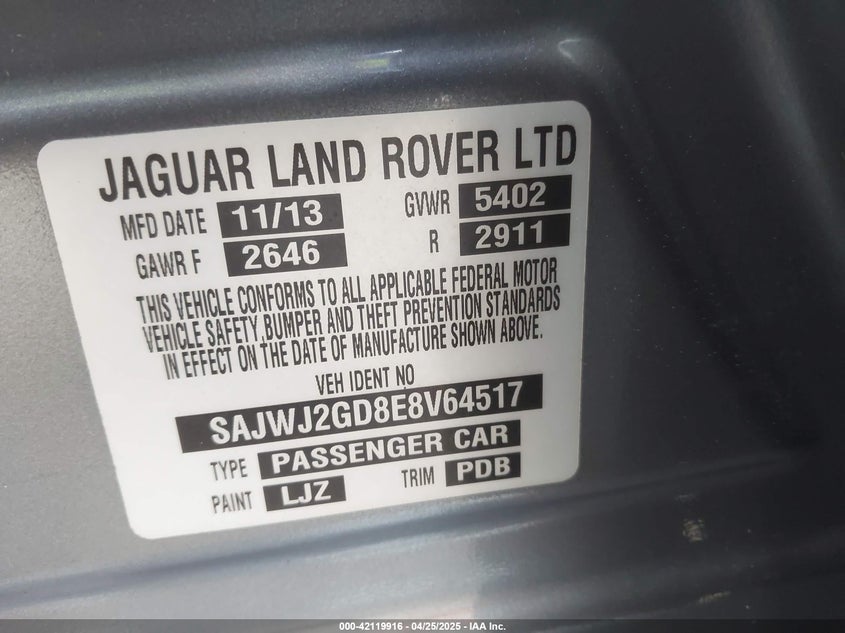 JAGUAR LAND ROVER LTD
MFD DATE 11/13 GVWR 5402
GAWR F 2646 R 2911
THIS VEHICLE CONFORMS TO ALL APPLICABLE FEDERAL MOTOR
VEHICLE SAFETY, BUMPER AND THEFT PREVENTION STANDARDS
IN EFFECT ON THE DATE OF MANUFACTURE SHOWN ABOVE.
VEH IDENT NO
SAJWJ2GD8E8V64517
TYPE PASSENGER CAR
PAINT LJZ TRIM PDB
000-42119916 - 04/25/2025 - IAA Inc.